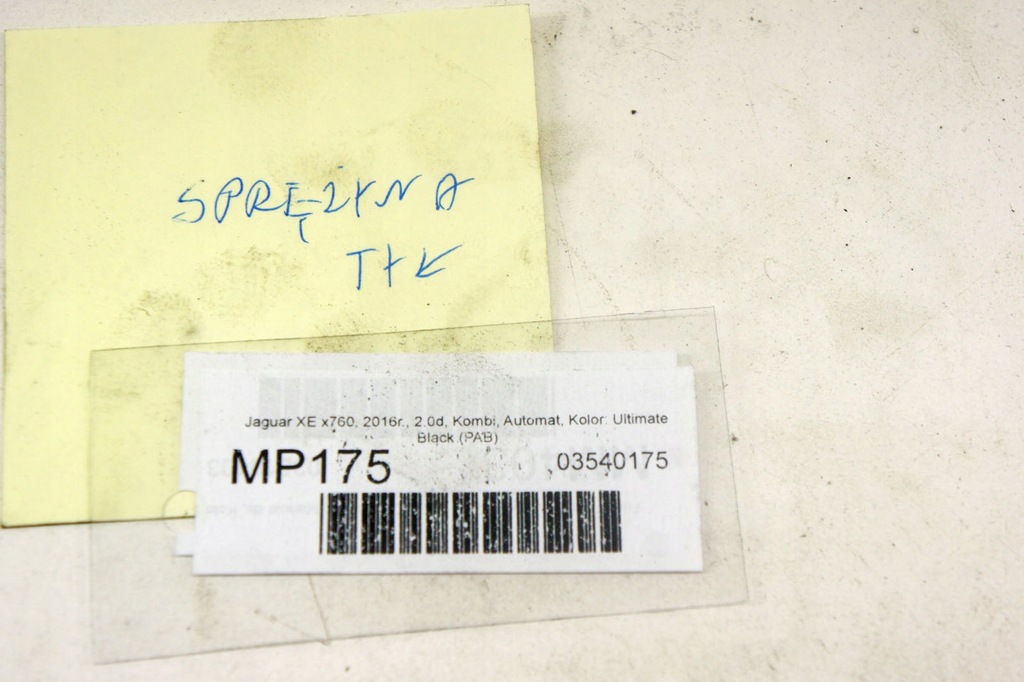 SPRĘŻYNA
TYŁ
Jaguar XE x760, 2016r., 2.0d, Kombi, Automat, Kolor: Ultimate
Black (PAB)
MP175 03540175